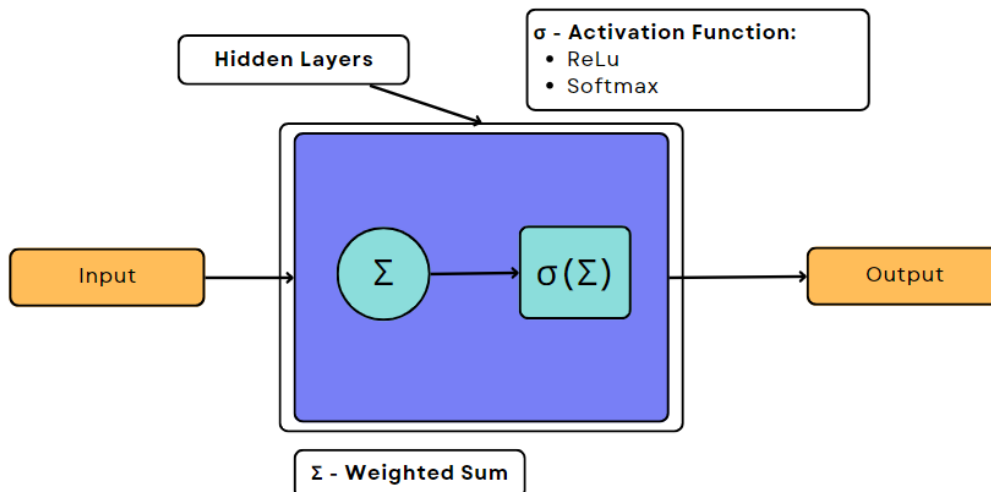 Hidden Layers
σ - Activation Function:
• ReLu
• Softmax
Input
Σ
σ(Σ)
Output
Σ - Weighted Sum